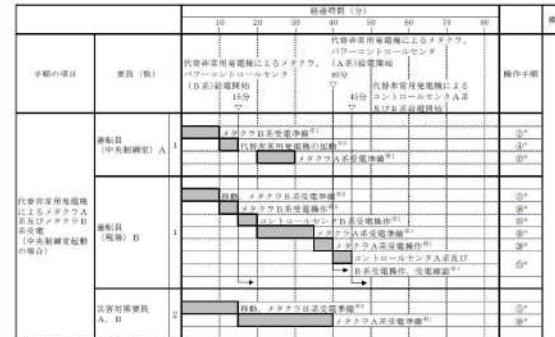 経過時間(分)
備
10 20 30 40 50 60 70 80
手順の項目
要員(数)
操作手順
代替非常用発電機によるメタクラ、
パワーコントロールセンタ
(A系)給電開始
40分
▽
代替非常用発電機によるメタクラ、
パワーコントロールセンタ
(B系)給電開始
15分
▽
代替非常用発電機による
コントロールセンタA系
及びB系給電開始
45分
▽
代替非常用発電機
によるメタクラA
系及びメタクラB
系受電
(中央制御室起動
の場合)
運転員
(中央制御室)A
1
メタクラB系受電準備
代替非常用発電機の起動
メタクラA系受電準備
運転員
(現場)B
1
移動、メタクラB系受電準備
メタクラB系受電操作
コントロールセンタB系受電操作
メタクラA系受電準備
メタクラA系受電操作
コントロールセンタA系及び
B系受電操作、受電確認
災害対策要員
A、B
2
移動、メタクラB系受電準備
メタクラA系受電準備